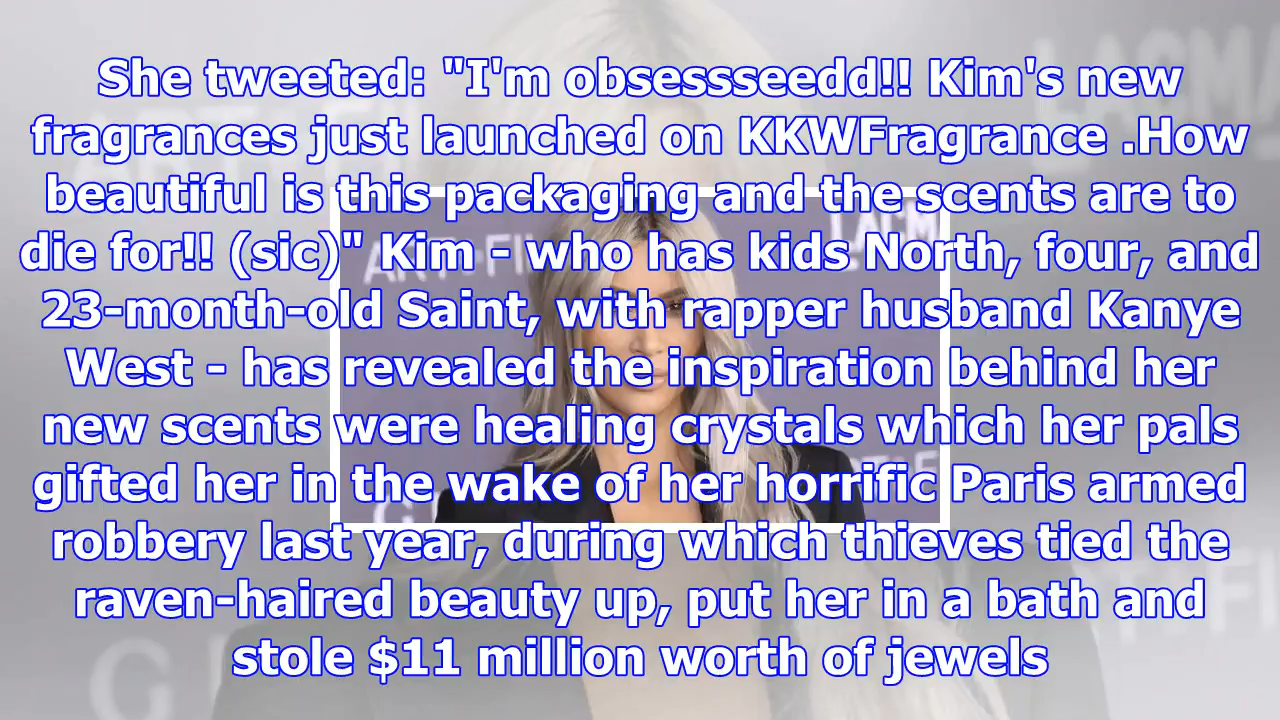 She tweeted: "I'm obsessseedd!! Kim's new
fragrances just launched on KKWFragrance .How
beautiful is this packaging and the scents are to
die for!! (sic)" Kim - who has kids North, four, and
23-month-old Saint, with rapper husband Kanye
West - has revealed the inspiration behind her
new scents were healing crystals which her pals
gifted her in the wake of her horrific Paris armed
robbery last year, during which thieves tied the
raven-haired beauty up, put her in a bath and
stole $11 million worth of jewels
LACMA
LACM